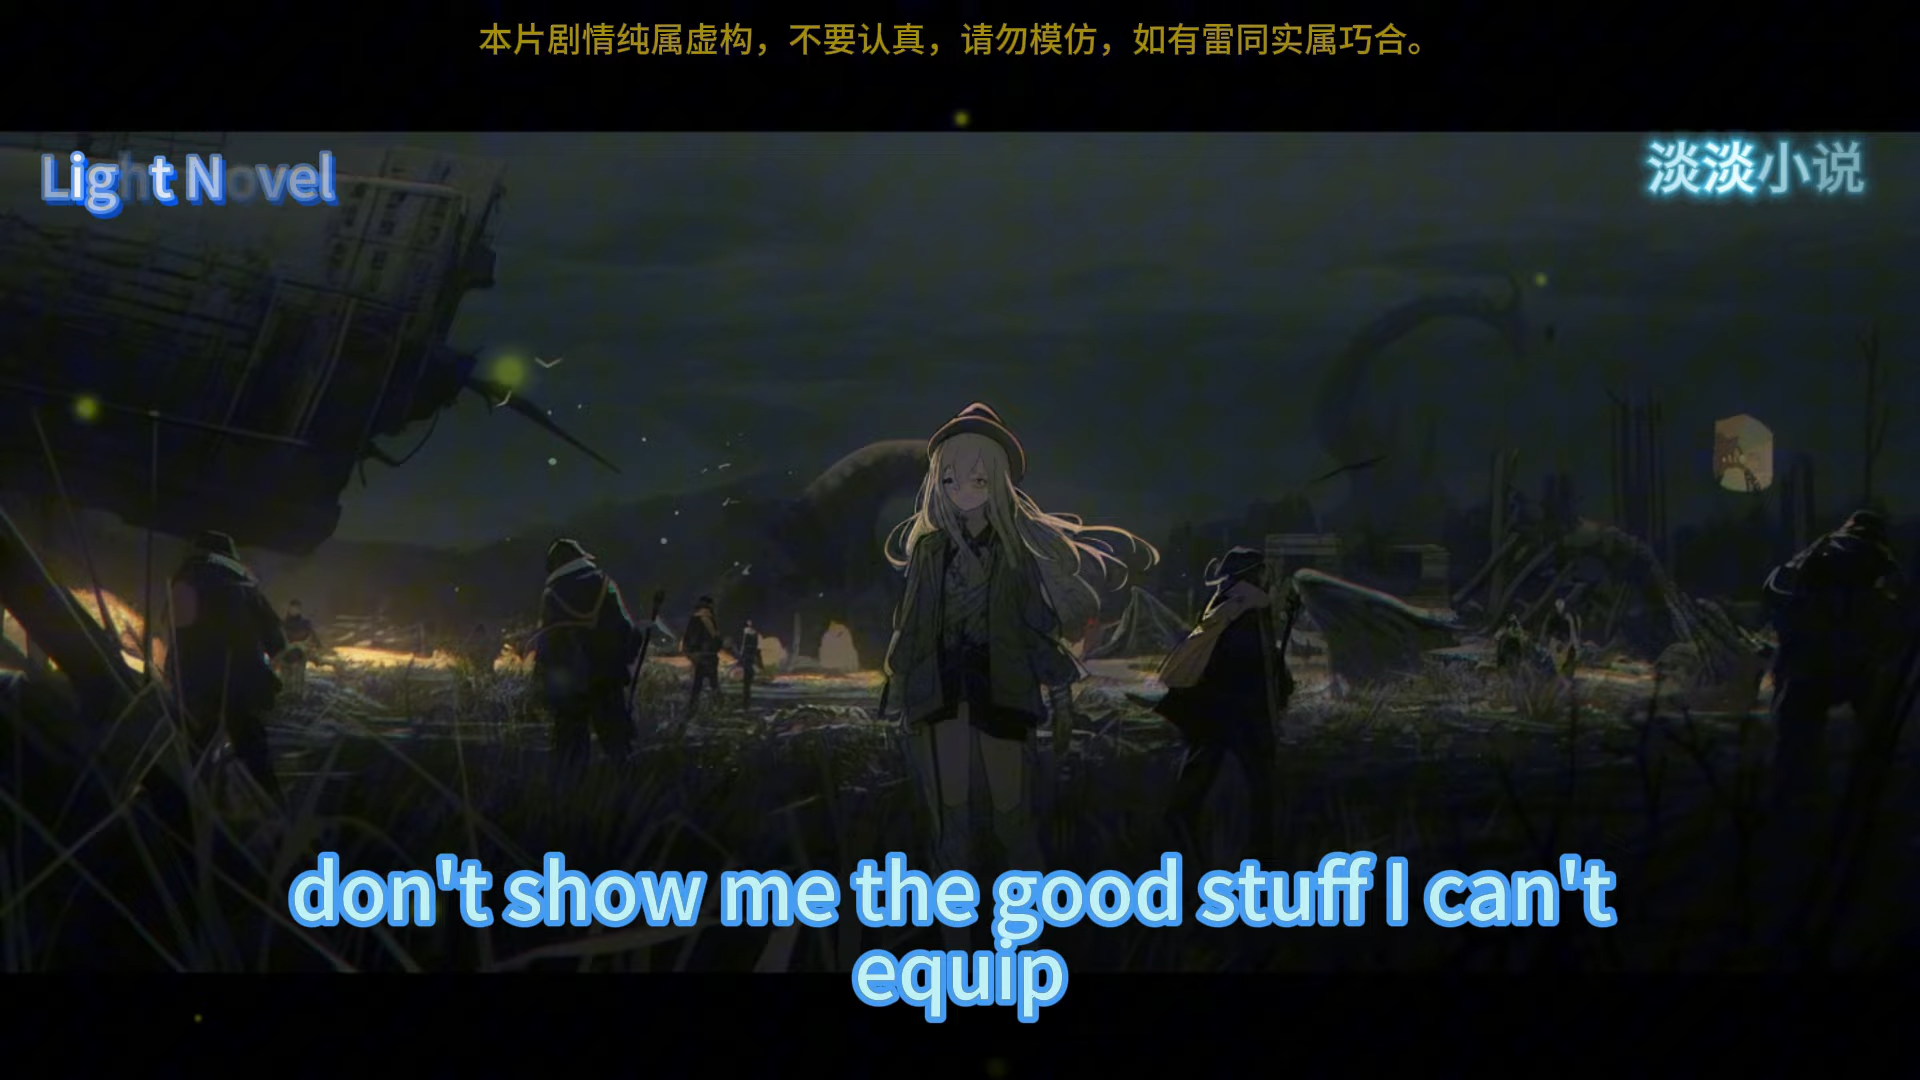 本片剧情纯属虚构，不要认真，请勿模仿，如有雷同实属巧合。
Light Novel
淡淡小说
don't show me the good stuff I can't
equip